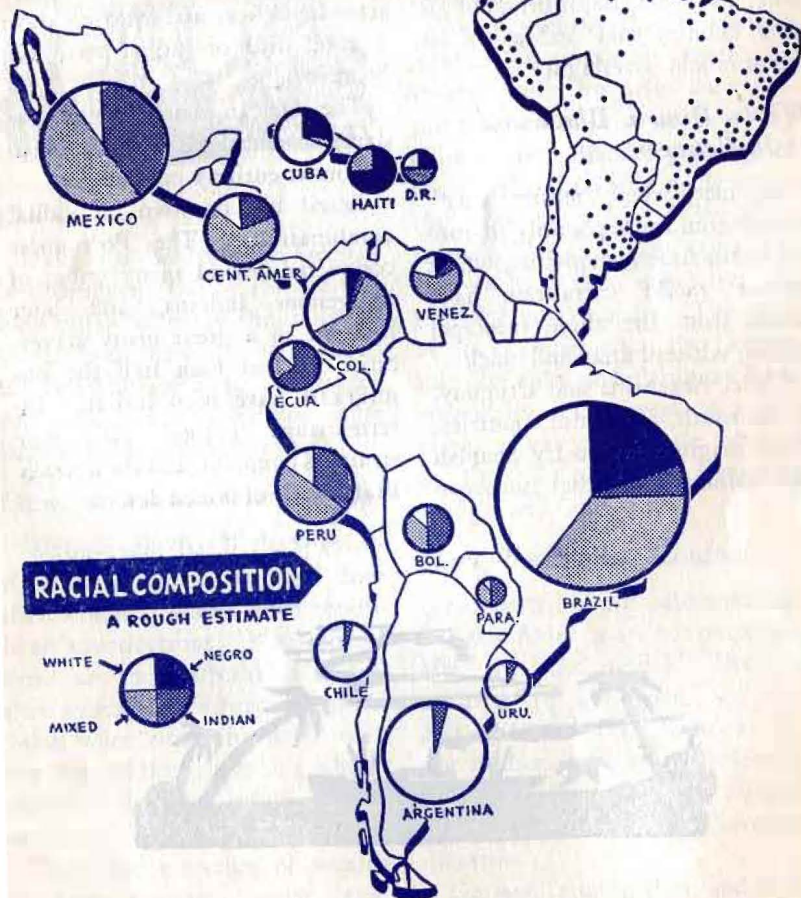 MEXICO
CUBA
HAITI
D.R.
CENT. AMER.
VENEZ.
COL.
ECUA.
PERU
BOL.
BRAZIL
PARA.
RACIAL COMPOSITION
A ROUGH ESTIMATE
WHITE
NEGRO
MIXED
INDIAN
CHILE
URU.
ARGENTINA